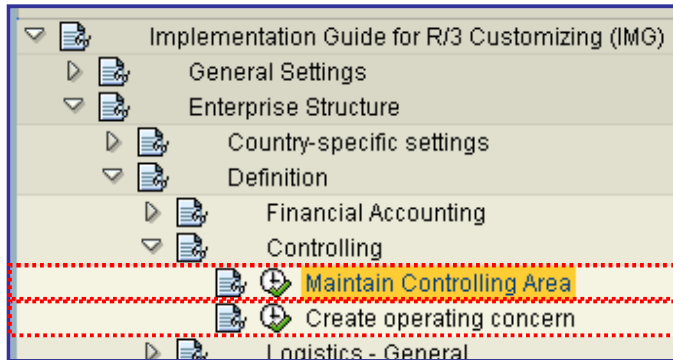 Implementation Guide for R/3 Customizing (IMG)
General Settings
Enterprise Structure
Country-specific settings
Definition
Financial Accounting
Controlling
Maintain Controlling Area
Create operating concern
Logistics - General